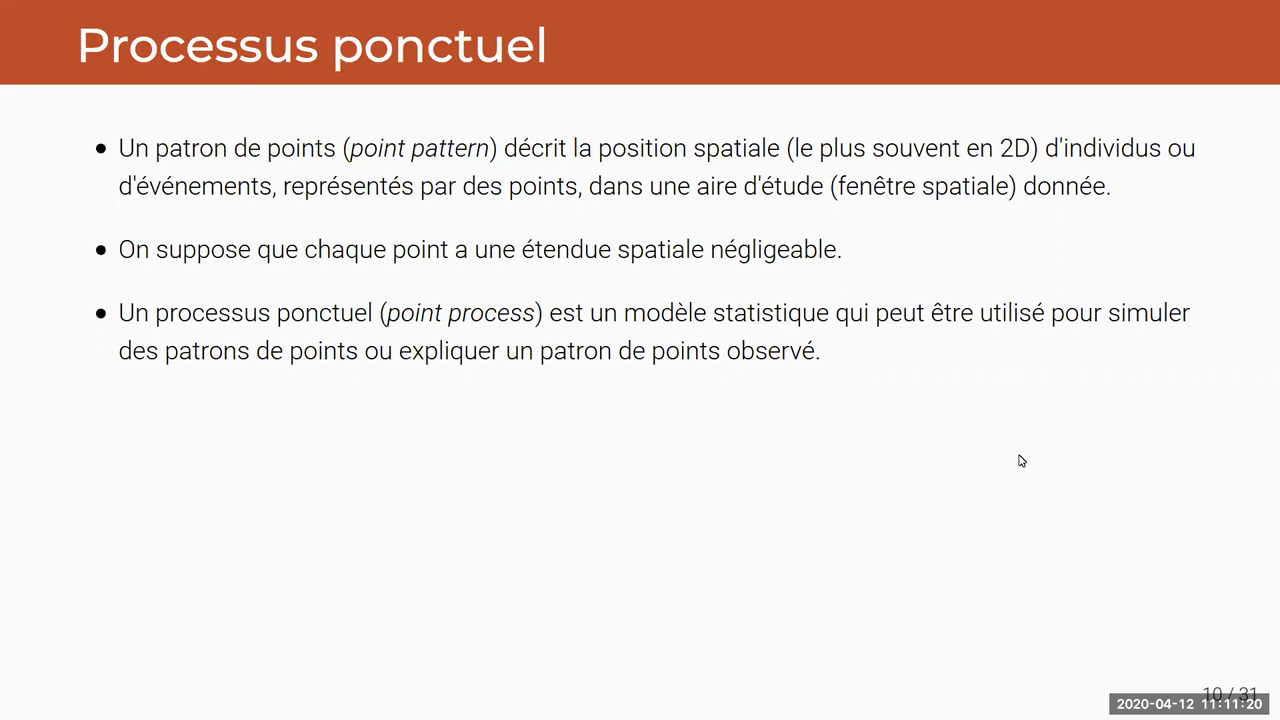 Processus ponctuel
• Un patron de points (point pattern) décrit la position spatiale (le plus souvent en 2D) d'individus ou
d'événements, représentés par des points, dans une aire d'étude (fenêtre spatiale) donnée.
• On suppose que chaque point a une étendue spatiale négligeable.
• Un processus ponctuel (point process) est un modèle statistique qui peut être utilisé pour simuler
des patrons de points ou expliquer un patron de points observé.
10 / 31
2020-04-12 11:11:20